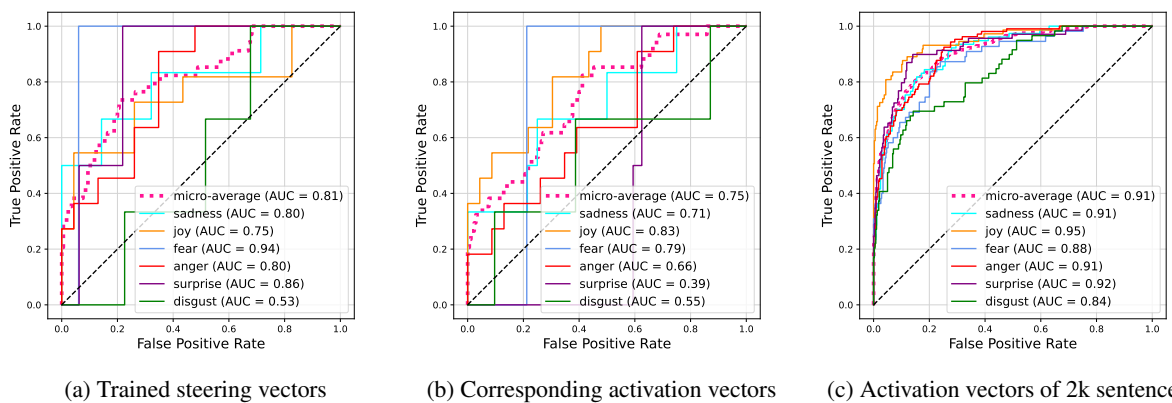 True Positive Rate
1.0
0.8
0.6
0.4
0.2
0.0
micro-average (AUC = 0.81)
sadness (AUC = 0.80)
joy (AUC = 0.75)
fear (AUC = 0.94)
anger (AUC = 0.80)
surprise (AUC = 0.86)
disgust (AUC = 0.53)
0.0 0.2 0.4 0.6 0.8 1.0
False Positive Rate
(a) Trained steering vectors
True Positive Rate
1.0
0.8
0.6
0.4
0.2
0.0
micro-average (AUC = 0.75)
sadness (AUC = 0.71)
joy (AUC = 0.83)
fear (AUC = 0.79)
anger (AUC = 0.66)
surprise (AUC = 0.39)
disgust (AUC = 0.55)
0.0 0.2 0.4 0.6 0.8 1.0
False Positive Rate
(b) Corresponding activation vectors
True Positive Rate
1.0
0.8
0.6
0.4
0.2
0.0
micro-average (AUC = 0.91)
sadness (AUC = 0.91)
joy (AUC = 0.95)
fear (AUC = 0.88)
anger (AUC = 0.91)
surprise (AUC = 0.92)
disgust (AUC = 0.84)
0.0 0.2 0.4 0.6 0.8 1.0
False Positive Rate
(c) Activation vectors of 2k sentence